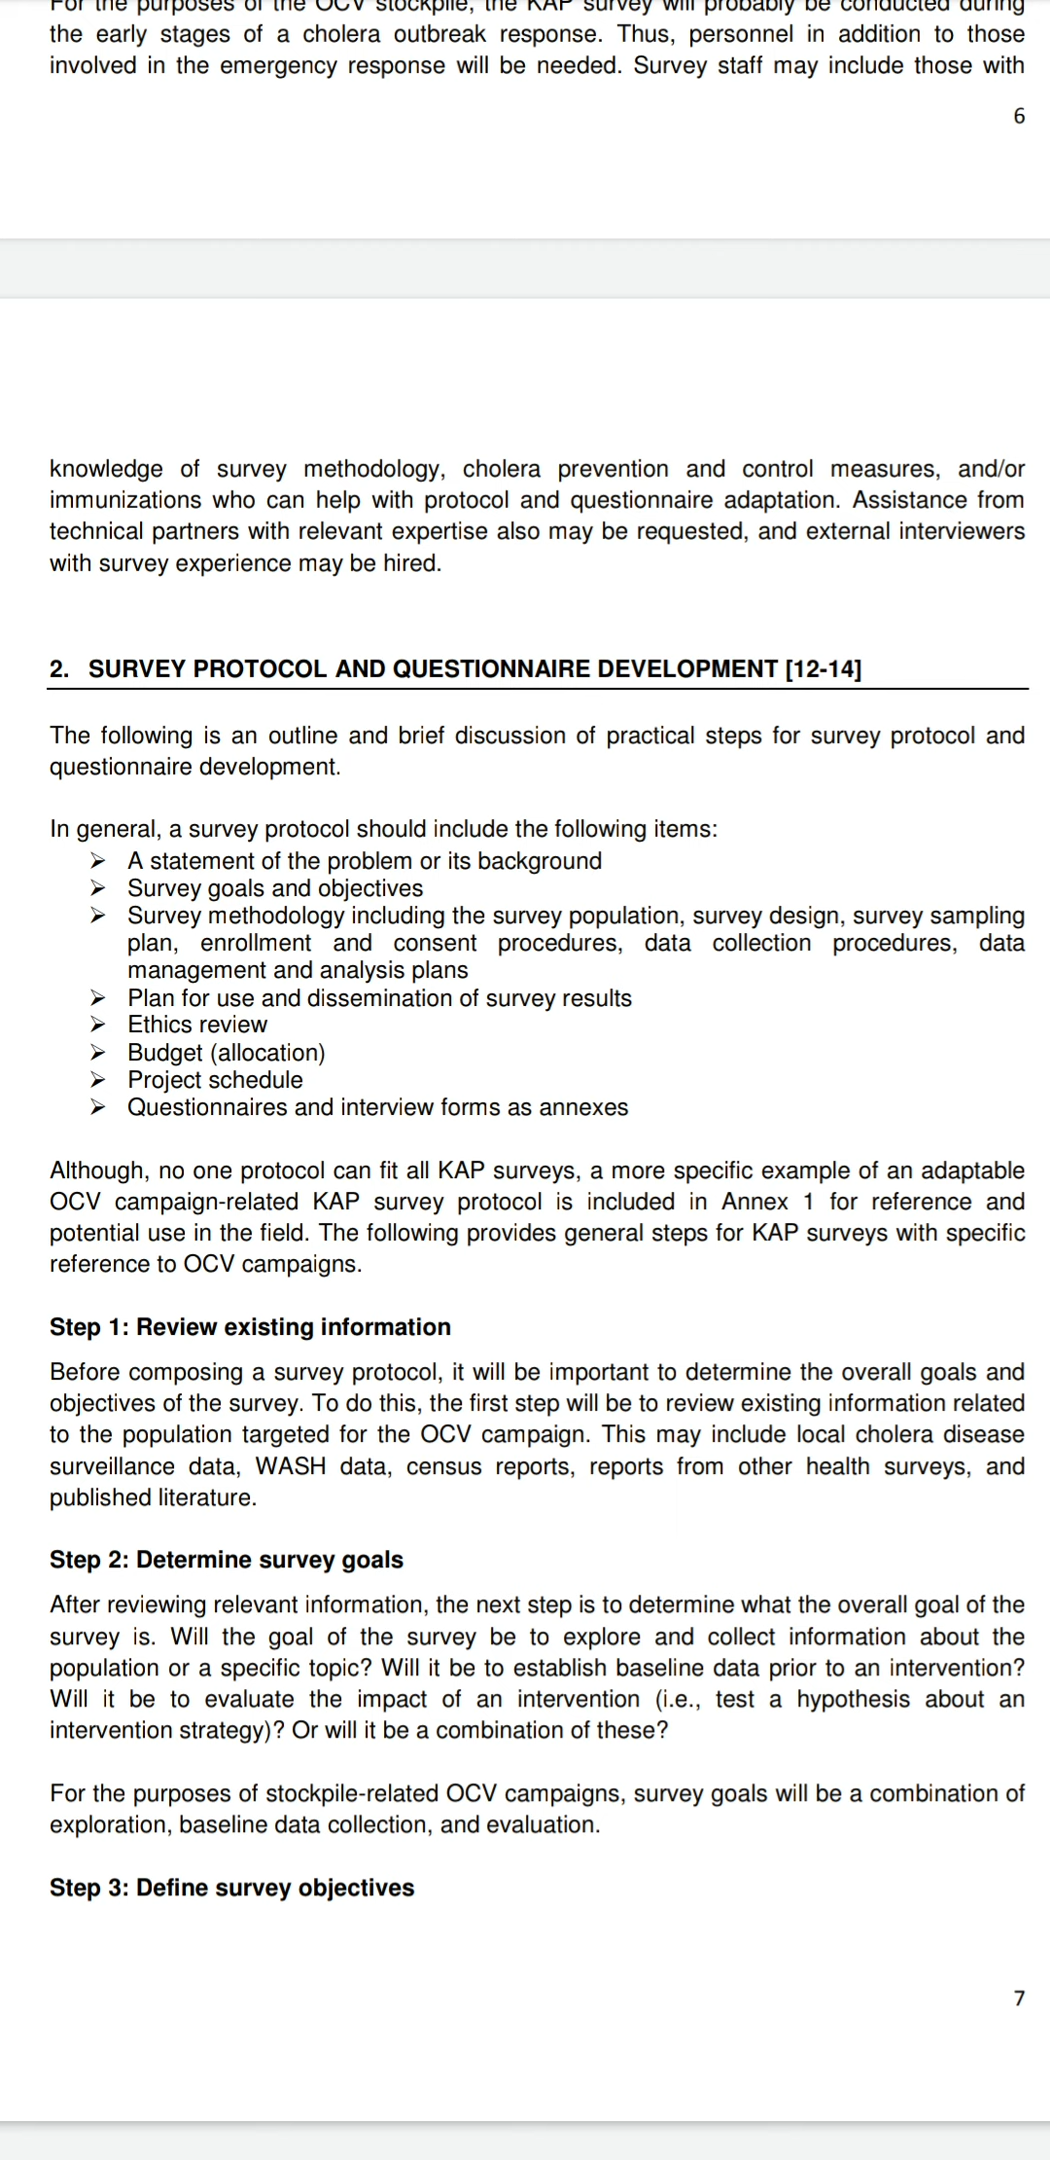 For the purposes of the OCV stockpile, the KAP survey will probably be conducted during
the early stages of a cholera outbreak response. Thus, personnel in addition to those
involved in the emergency response will be needed. Survey staff may include those with
6
knowledge of survey methodology, cholera prevention and control measures, and/or
immunizations who can help with protocol and questionnaire adaptation. Assistance from
technical partners with relevant expertise also may be requested, and external interviewers
with survey experience may be hired.
2. SURVEY PROTOCOL AND QUESTIONNAIRE DEVELOPMENT [12-14]
The following is an outline and brief discussion of practical steps for survey protocol and
questionnaire development.
In general, a survey protocol should include the following items:
➢ A statement of the problem or its background
➢ Survey goals and objectives
➢ Survey methodology including the survey population, survey design, survey sampling
plan, enrollment and consent procedures, data collection procedures, data
management and analysis plans
➢ Plan for use and dissemination of survey results
➢ Ethics review
➢ Budget (allocation)
➢ Project schedule
➢ Questionnaires and interview forms as annexes
Although, no one protocol can fit all KAP surveys, a more specific example of an adaptable
OCV campaign-related KAP survey protocol is included in Annex 1 for reference and
potential use in the field. The following provides general steps for KAP surveys with specific
reference to OCV campaigns.
Step 1: Review existing information
Before composing a survey protocol, it will be important to determine the overall goals and
objectives of the survey. To do this, the first step will be to review existing information related
to the population targeted for the OCV campaign. This may include local cholera disease
surveillance data, WASH data, census reports, reports from other health surveys, and
published literature.
Step 2: Determine survey goals
After reviewing relevant information, the next step is to determine what the overall goal of the
survey is. Will the goal of the survey be to explore and collect information about the
population or a specific topic? Will it be to establish baseline data prior to an intervention?
Will it be to evaluate the impact of an intervention (i.e., test a hypothesis about an
intervention strategy)? Or will it be a combination of these?
For the purposes of stockpile-related OCV campaigns, survey goals will be a combination of
exploration, baseline data collection, and evaluation.
Step 3: Define survey objectives
7